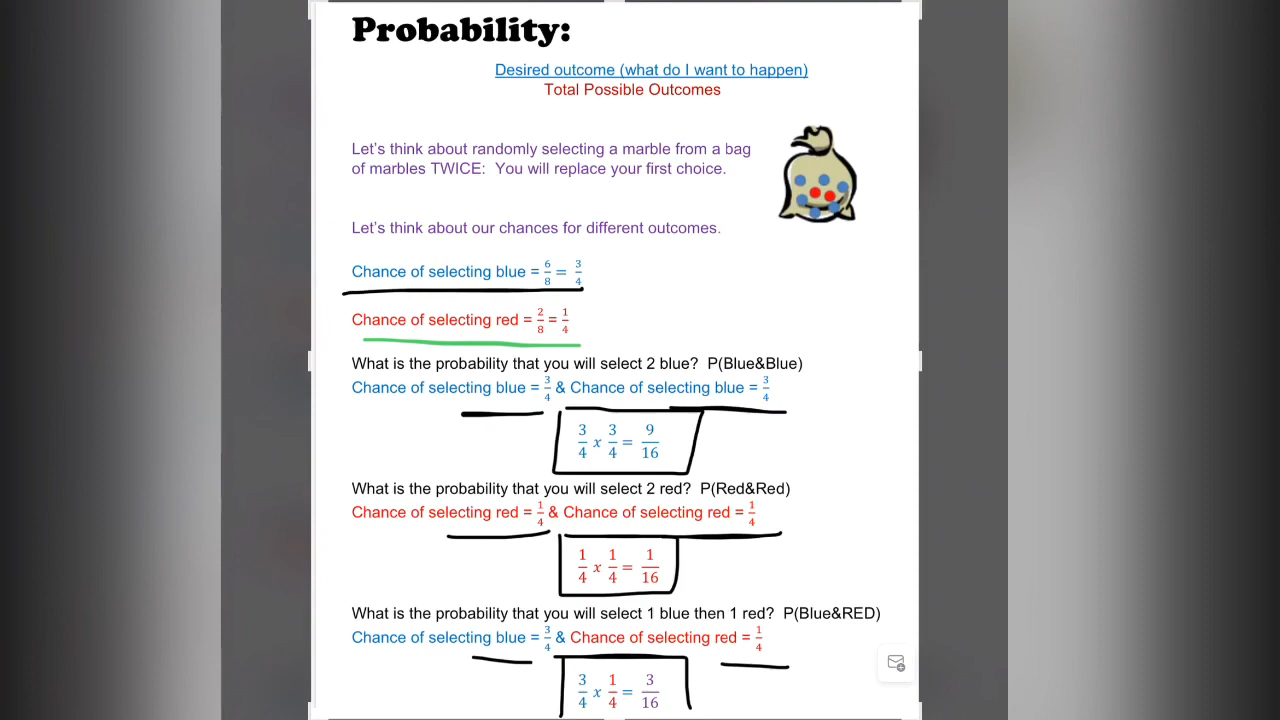 Probability:
Desired outcome (what do I want to happen)
Total Possible Outcomes
Let's think about randomly selecting a marble from a bag
of marbles TWICE:  You will replace your first choice.
Let's think about our chances for different outcomes.
Chance of selecting blue = 6/8 = 3/4
Chance of selecting red = 2/8 = 1/4
What is the probability that you will select 2 blue?  P(Blue&Blue)
Chance of selecting blue = 3/4 & Chance of selecting blue = 3/4
3/4 x 3/4 = 9/16
What is the probability that you will select 2 red?  P(Red&Red)
Chance of selecting red = 1/4 & Chance of selecting red = 1/4
1/4 x 1/4 = 1/16
What is the probability that you will select 1 blue then 1 red?  P(Blue&RED)
Chance of selecting blue = 3/4 & Chance of selecting red = 1/4
3/4 x 1/4 = 3/16